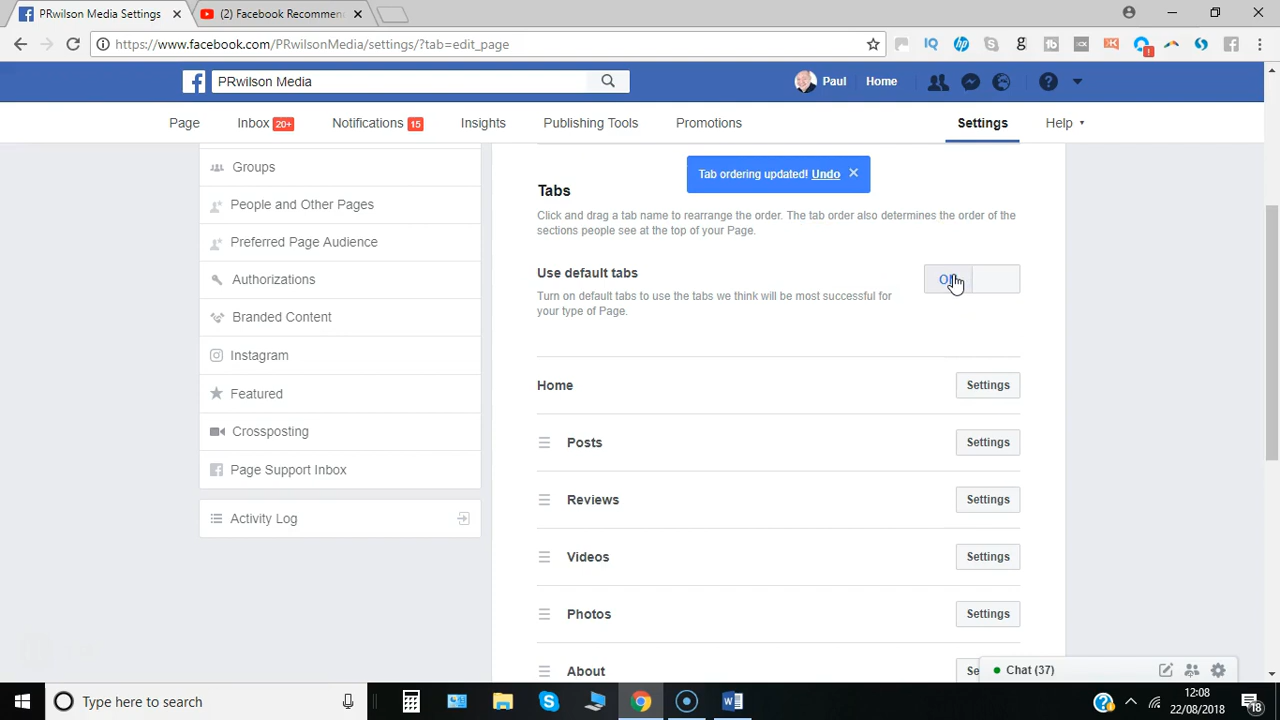 PRwilson Media Settings
(2) Facebook Recommen
https://www.facebook.com/PRwilsonMedia/settings/?tab=edit_page
PRwilson Media
Paul
Home
Page
Inbox 20+
Notifications 15
Insights
Publishing Tools
Promotions
Settings
Help
Groups
People and Other Pages
Preferred Page Audience
Authorizations
Branded Content
Instagram
Featured
Crossposting
Page Support Inbox
Activity Log
Tab ordering updated! Undo
Tabs
Click and drag a tab name to rearrange the order. The tab order also determines the order of the
sections people see at the top of your Page.
Use default tabs
Turn on default tabs to use the tabs we think will be most successful for
your type of Page.
Home Settings
Posts Settings
Reviews Settings
Videos Settings
Photos Settings
About
Chat (37)
Type here to search
12:08
22/08/2018
18